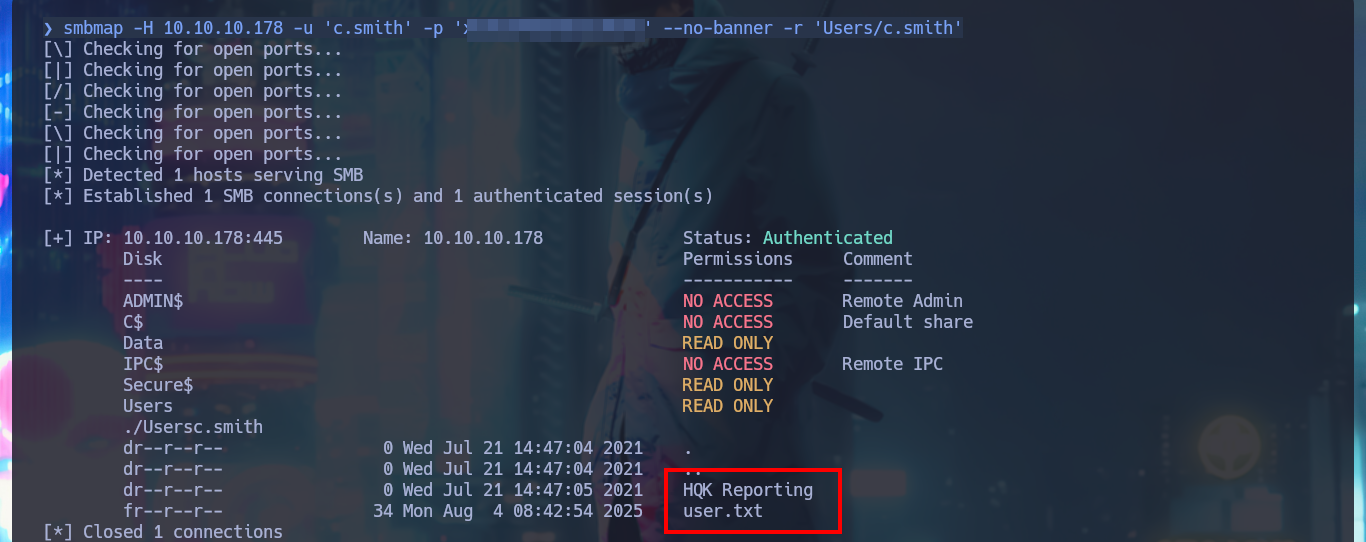 ❯ smbmap -H 10.10.10.178 -u 'c.smith' -p ' ' --no-banner -r 'Users/c.smith'
[\] Checking for open ports...
[|] Checking for open ports...
[/] Checking for open ports...
[-] Checking for open ports...
[\] Checking for open ports...
[|] Checking for open ports...
[*] Detected 1 hosts serving SMB
[*] Established 1 SMB connections(s) and 1 authenticated session(s)
[+] IP: 10.10.10.178:445 Name: 10.10.10.178 Status: Authenticated
Disk Permissions Comment
---- ----------- -------
ADMIN$ NO ACCESS Remote Admin
C$ NO ACCESS Default share
Data READ ONLY
IPC$ NO ACCESS Remote IPC
Secure$ READ ONLY
Users READ ONLY
./Usersc.smith
dr--r--r-- 0 Wed Jul 21 14:47:04 2021 .
dr--r--r-- 0 Wed Jul 21 14:47:04 2021 ..
dr--r--r-- 0 Wed Jul 21 14:47:05 2021 HQK Reporting
fr--r--r-- 34 Mon Aug 4 08:42:54 2025 user.txt
[*] Closed 1 connections